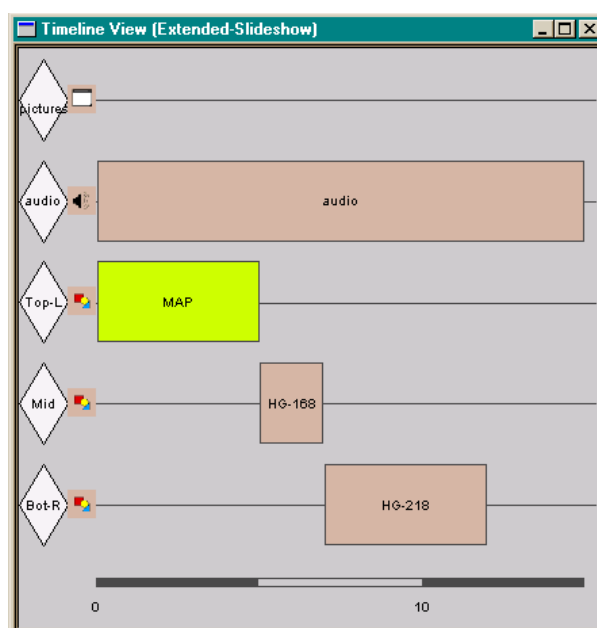 Timeline View (Extended-Slideshow)
pictures
audio audio
Top-L MAP
Mid HG-168
Bot-R HG-218
0 10